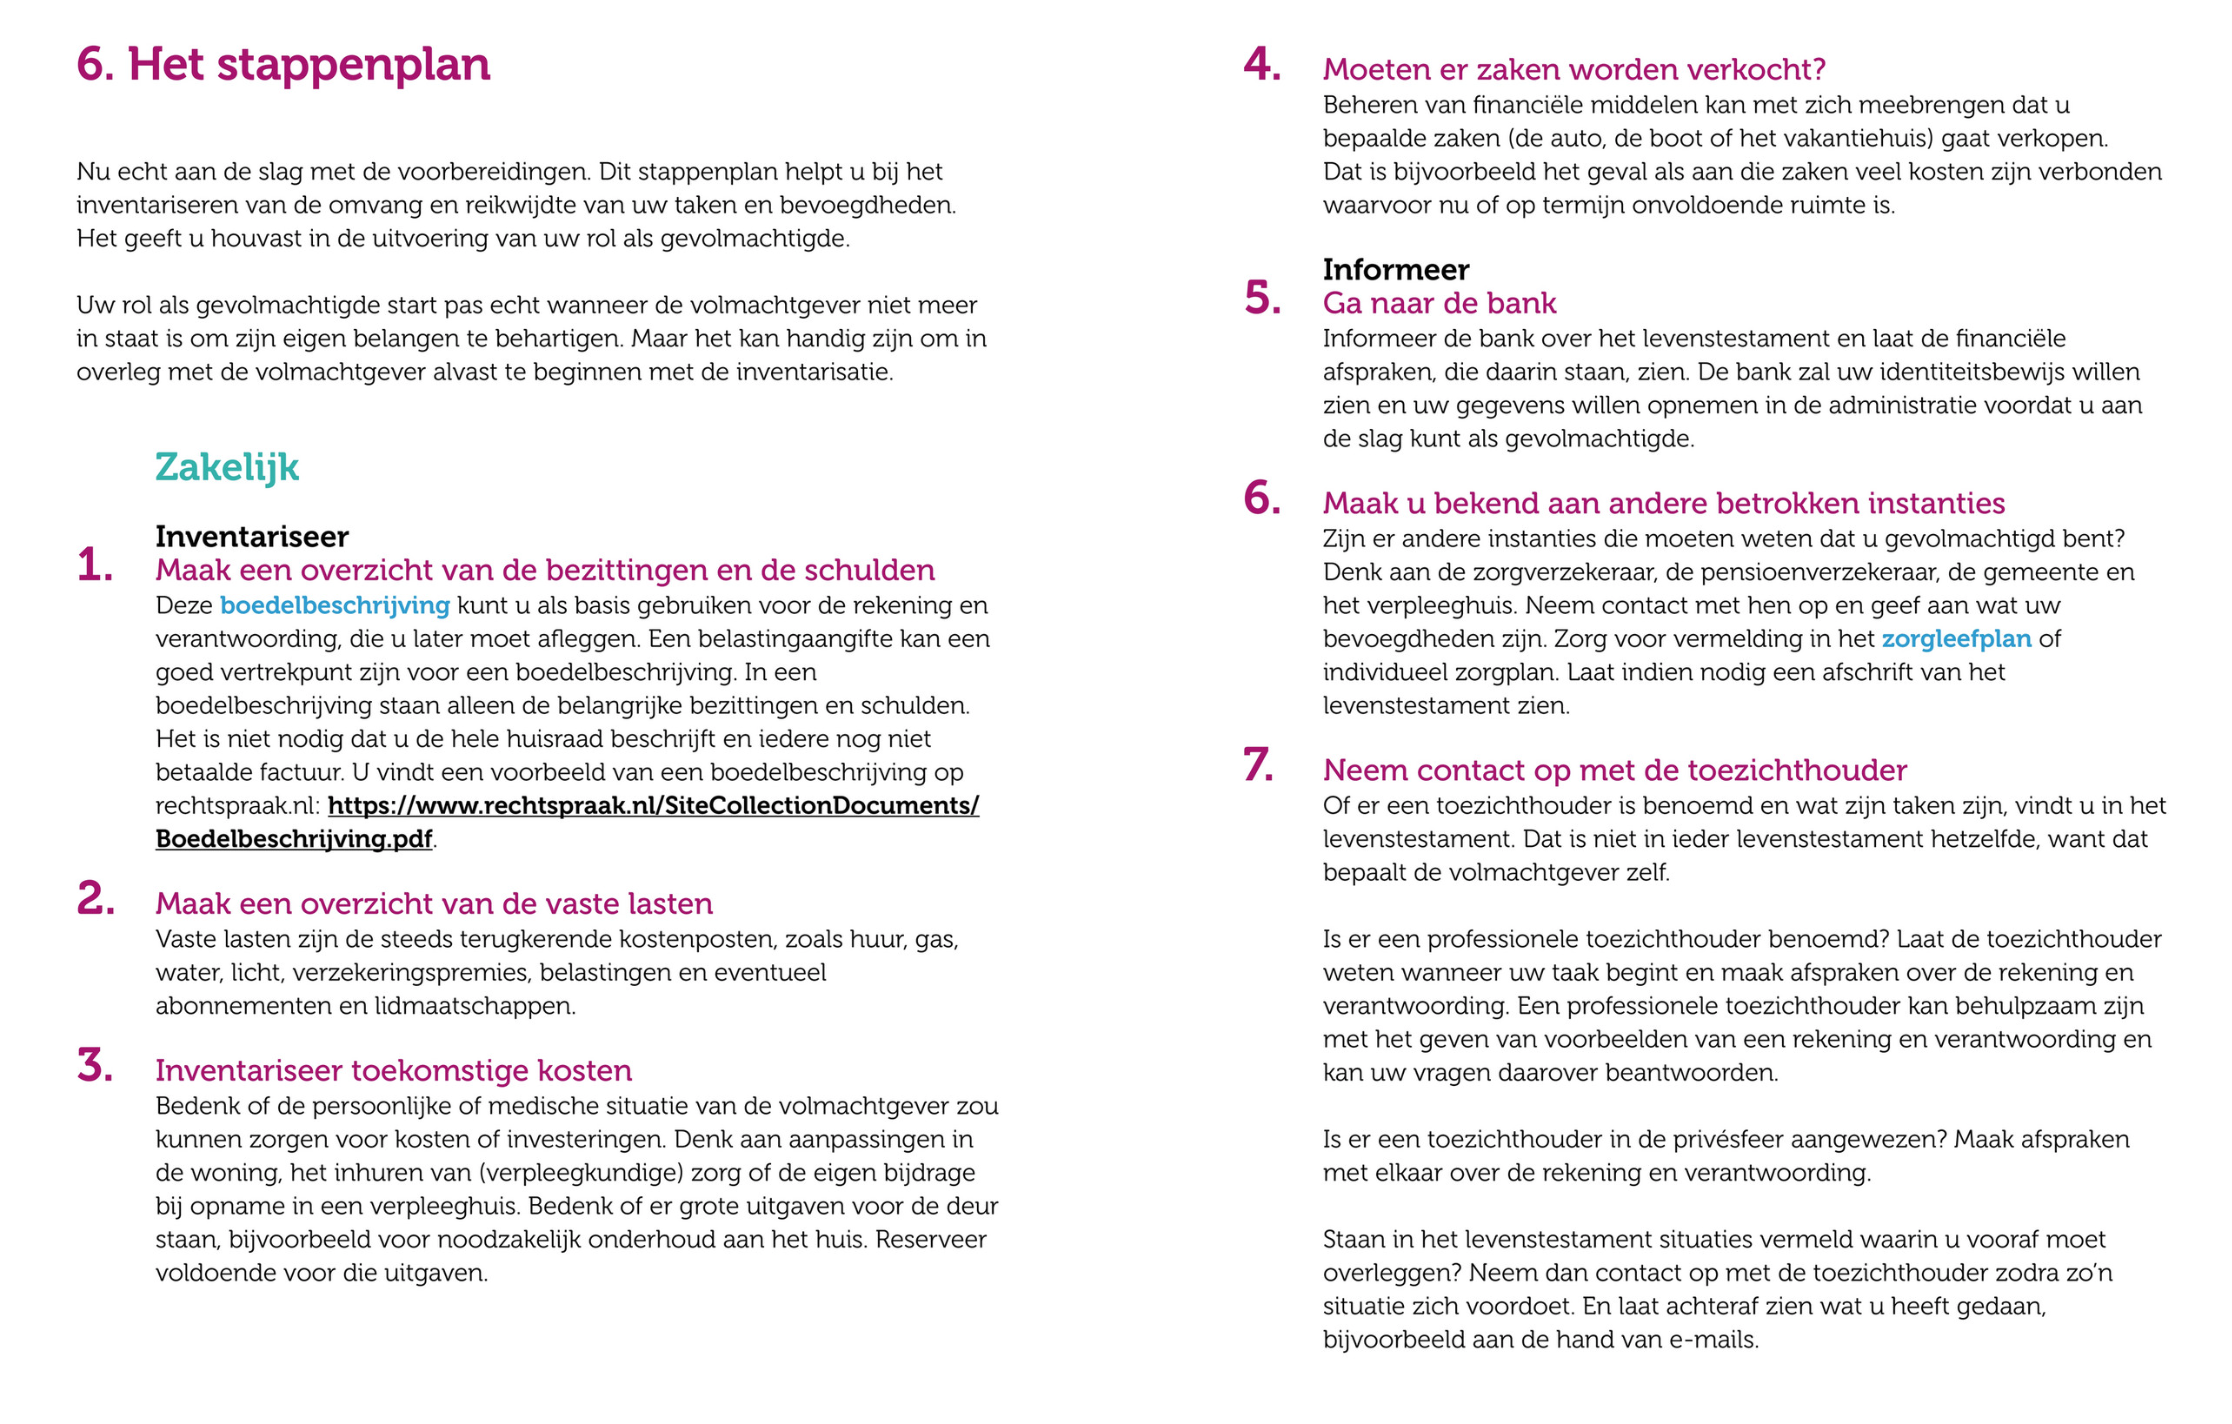 6. Het stappenplan
Nu echt aan de slag met de voorbereidingen. Dit stappenplan helpt u bij het
inventariseren van de omvang en reikwijdte van uw taken en bevoegdheden.
Het geeft u houvast in de uitvoering van uw rol als gevolmachtigde.
Uw rol als gevolmachtigde start pas echt wanneer de volmachtgever niet meer
in staat is om zijn eigen belangen te behartigen. Maar het kan handig zijn om in
overleg met de volmachtgever alvast te beginnen met de inventarisatie.
Zakelijk
Inventariseer
1. Maak een overzicht van de bezittingen en de schulden
Deze boedelbeschrijving kunt u als basis gebruiken voor de rekening en
verantwoording, die u later moet afleggen. Een belastingaangifte kan een
goed vertrekpunt zijn voor een boedelbeschrijving. In een
boedelbeschrijving staan alleen de belangrijke bezittingen en schulden.
Het is niet nodig dat u de hele huisraad beschrijft en iedere nog niet
betaalde factuur. U vindt een voorbeeld van een boedelbeschrijving op
rechtspraak.nl: https://www.rechtspraak.nl/SiteCollectionDocuments/
Boedelbeschrijving.pdf.
2. Maak een overzicht van de vaste lasten
Vaste lasten zijn de steeds terugkerende kostenposten, zoals huur, gas,
water, licht, verzekeringspremies, belastingen en eventueel
abonnementen en lidmaatschappen.
3. Inventariseer toekomstige kosten
Bedenk of de persoonlijke of medische situatie van de volmachtgever zou
kunnen zorgen voor kosten of investeringen. Denk aan aanpassingen in
de woning, het inhuren van (verpleegkundige) zorg of de eigen bijdrage
bij opname in een verpleeghuis. Bedenk of er grote uitgaven voor de deur
staan, bijvoorbeeld voor noodzakelijk onderhoud aan het huis. Reserveer
voldoende voor die uitgaven.
4. Moeten er zaken worden verkocht?
Beheren van financiële middelen kan met zich meebrengen dat u
bepaalde zaken (de auto, de boot of het vakantiehuis) gaat verkopen.
Dat is bijvoorbeeld het geval als aan die zaken veel kosten zijn verbonden
waarvoor nu of op termijn onvoldoende ruimte is.
Informeer
5. Ga naar de bank
Informeer de bank over het levenstestament en laat de financiële
afspraken, die daarin staan, zien. De bank zal uw identiteitsbewijs willen
zien en uw gegevens willen opnemen in de administratie voordat u aan
de slag kunt als gevolmachtigde.
6. Maak u bekend aan andere betrokken instanties
Zijn er andere instanties die moeten weten dat u gevolmachtigd bent?
Denk aan de zorgverzekeraar, de pensioenverzekeraar, de gemeente en
het verpleeghuis. Neem contact met hen op en geef aan wat uw
bevoegdheden zijn. Zorg voor vermelding in het zorgleefplan of
individueel zorgplan. Laat indien nodig een afschrift van het
levenstestament zien.
7. Neem contact op met de toezichthouder
Of er een toezichthouder is benoemd en wat zijn taken zijn, vindt u in het
levenstestament. Dat is niet in ieder levenstestament hetzelfde, want dat
bepaalt de volmachtgever zelf.
Is er een professionele toezichthouder benoemd? Laat de toezichthouder
weten wanneer uw taak begint en maak afspraken over de rekening en
verantwoording. Een professionele toezichthouder kan behulpzaam zijn
met het geven van voorbeelden van een rekening en verantwoording en
kan uw vragen daarover beantwoorden.
Is er een toezichthouder in de privésfeer aangewezen? Maak afspraken
met elkaar over de rekening en verantwoording.
Staan in het levenstestament situaties vermeld waarin u vooraf moet
overleggen? Neem dan contact op met de toezichthouder zodra zo’n
situatie zich voordoet. En laat achteraf zien wat u heeft gedaan,
bijvoorbeeld aan de hand van e-mails.